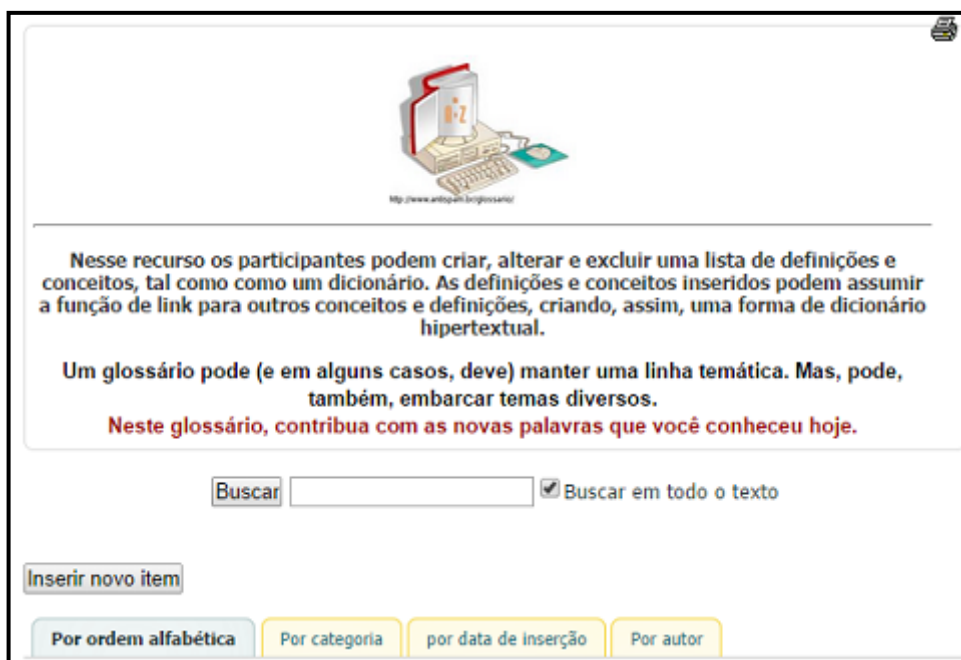 A-Z
http://www.antispam.br/glossario/
Nesse recurso os participantes podem criar, alterar e excluir uma lista de definições e
conceitos, tal como como um dicionário. As definições e conceitos inseridos podem assumir
a função de link para outros conceitos e definições, criando, assim, uma forma de dicionário
hipertextual.
Um glossário pode (e em alguns casos, deve) manter uma linha temática. Mas, pode,
também, embarcar temas diversos.
Neste glossário, contribua com as novas palavras que você conheceu hoje.
Buscar Buscar em todo o texto
Inserir novo item
Por ordem alfabética Por categoria por data de inserção Por autor